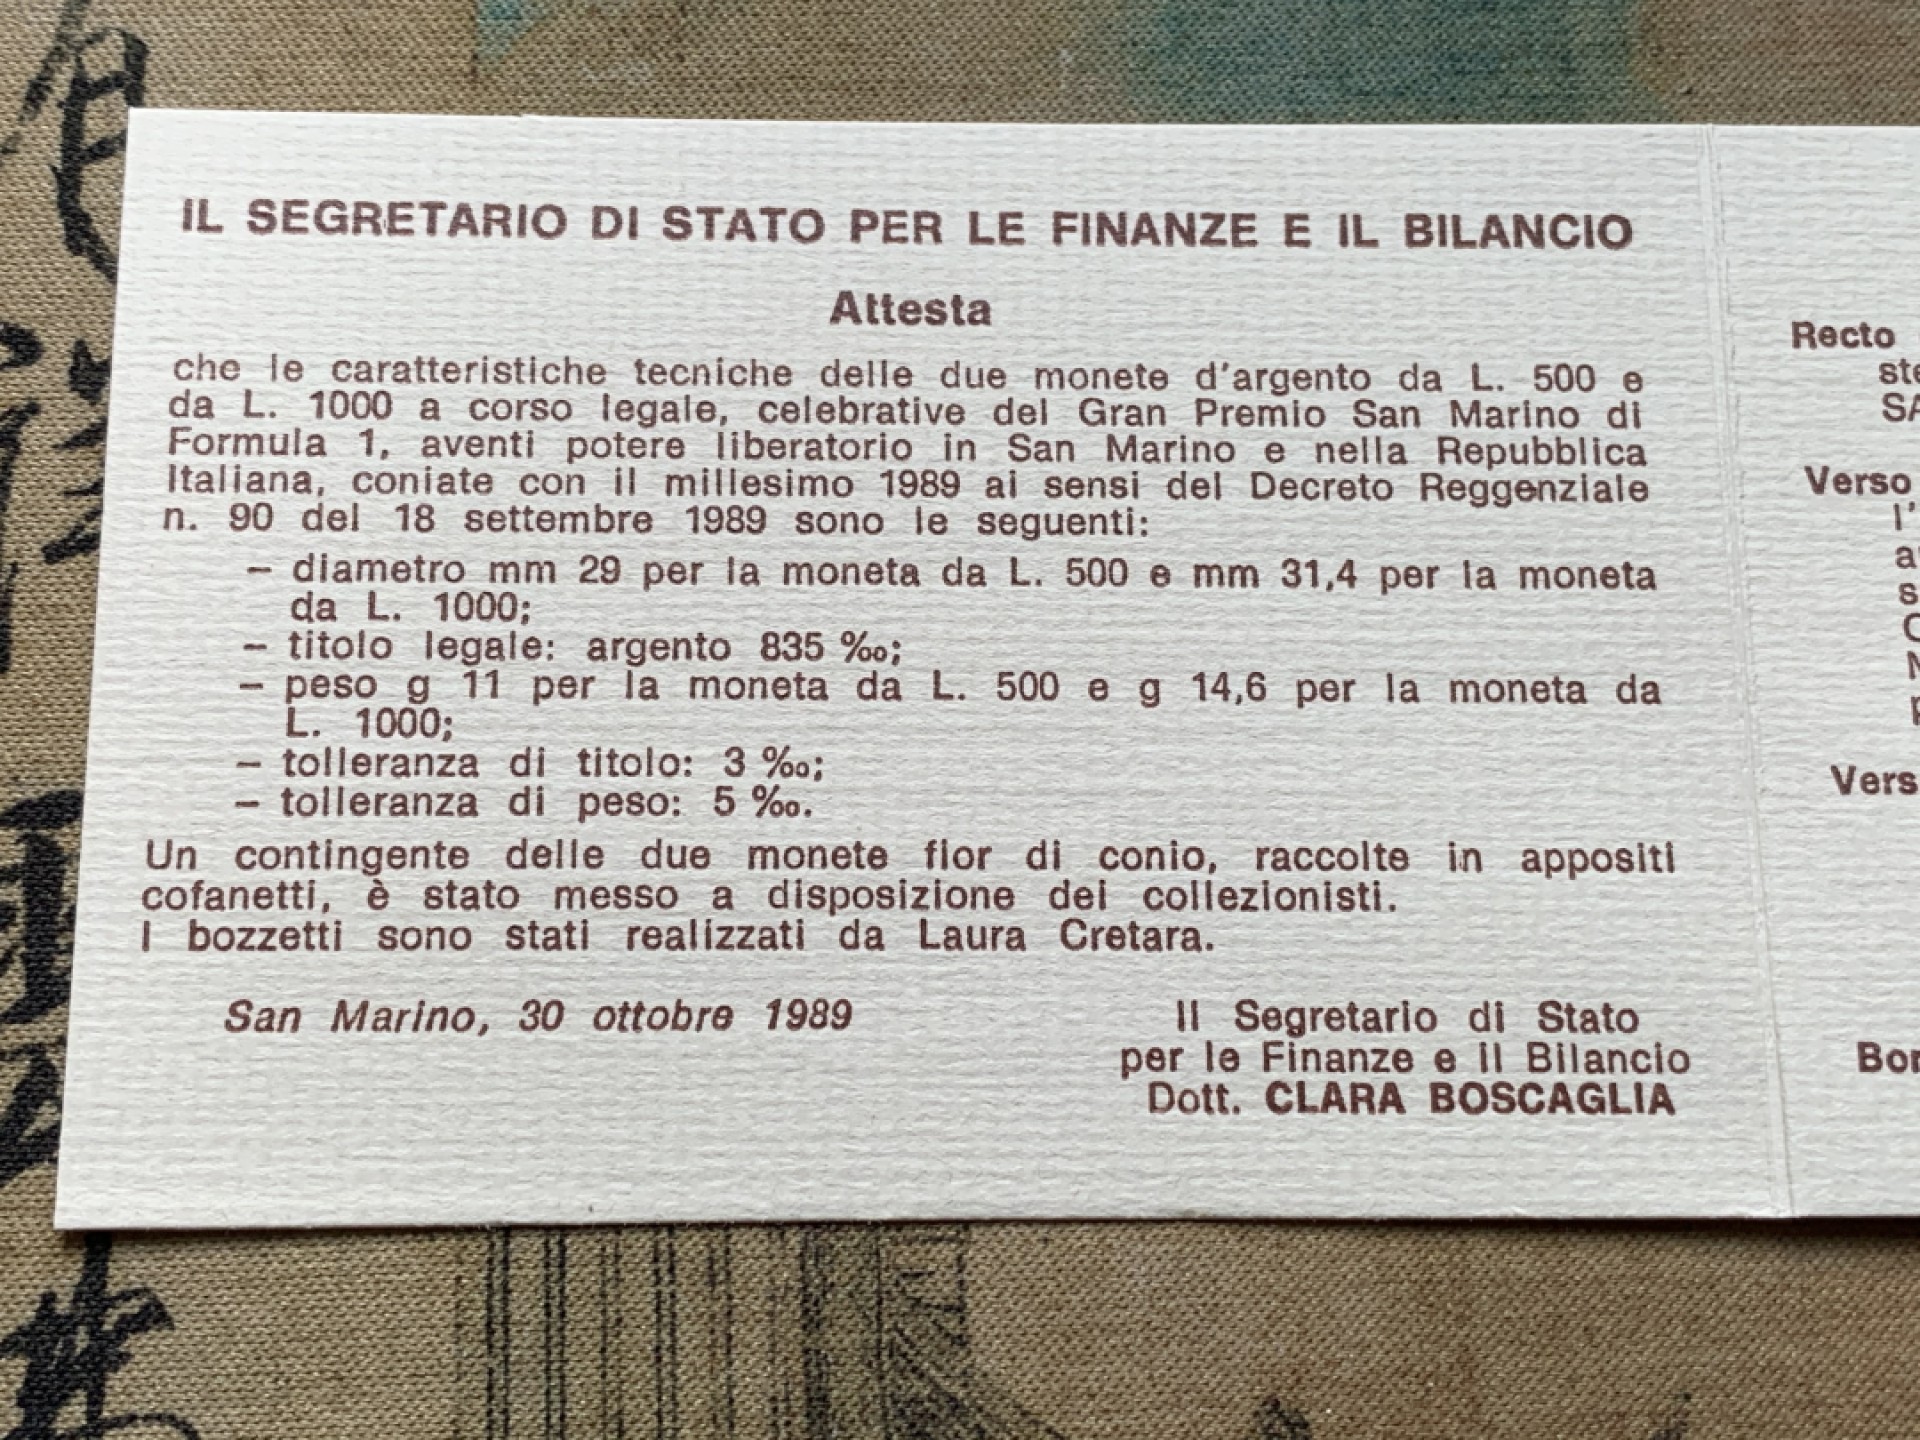 IL SEGRETARIO DI STATO PER LE FINANZE E IL BILANCIO
Attesta
che le caratteristiche tecniche delle due monete d'argento da L. 500 e
da L. 1000 a corso legale, celebrative del Gran Premio San Marino di
Formula 1, aventi potere liberatorio in San Marino e nella Repubblica
Italiana, coniate con il millesimo 1989 ai sensi del Decreto Reggenziale
n. 90 del 18 settembre 1989 sono le seguenti:
– diametro mm 29 per la moneta da L. 500 e mm 31,4 per la moneta
da L. 1000;
– titolo legale: argento 835 ‰;
– peso g 11 per la moneta da L. 500 e g 14,6 per la moneta da
L. 1000;
– tolleranza di titolo: 3 ‰;
– tolleranza di peso: 5 ‰.
Un contingente delle due monete fior di conio, raccolte in appositi
cofanetti, è stato messo a disposizione dei collezionisti.
I bozzetti sono stati realizzati da Laura Cretara.
San Marino, 30 ottobre 1989
Il Segretario di Stato
per le Finanze e il Bilancio
Dott. CLARA BOSCAGLIA
Recto
Verso